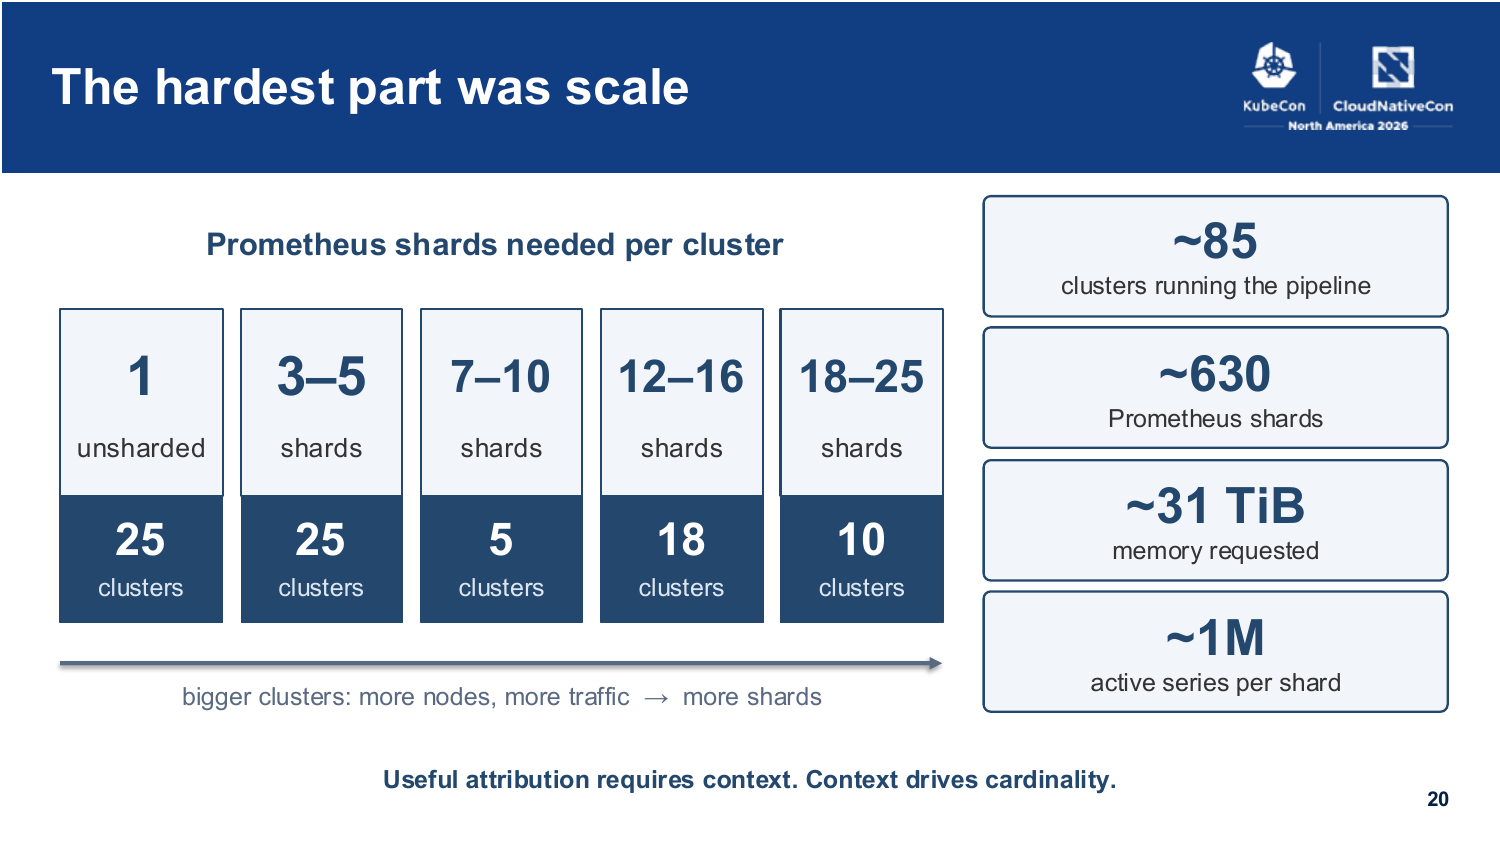 The hardest part was scale
KubeCon
CloudNativeCon
North America 2026
Prometheus shards needed per cluster
1
unsharded
25
clusters
3–5
shards
25
clusters
7–10
shards
5
clusters
12–16
shards
18
clusters
18–25
shards
10
clusters
bigger clusters: more nodes, more traffic → more shards
~85
clusters running the pipeline
~630
Prometheus shards
~31 TiB
memory requested
~1M
active series per shard
Useful attribution requires context. Context drives cardinality.
20